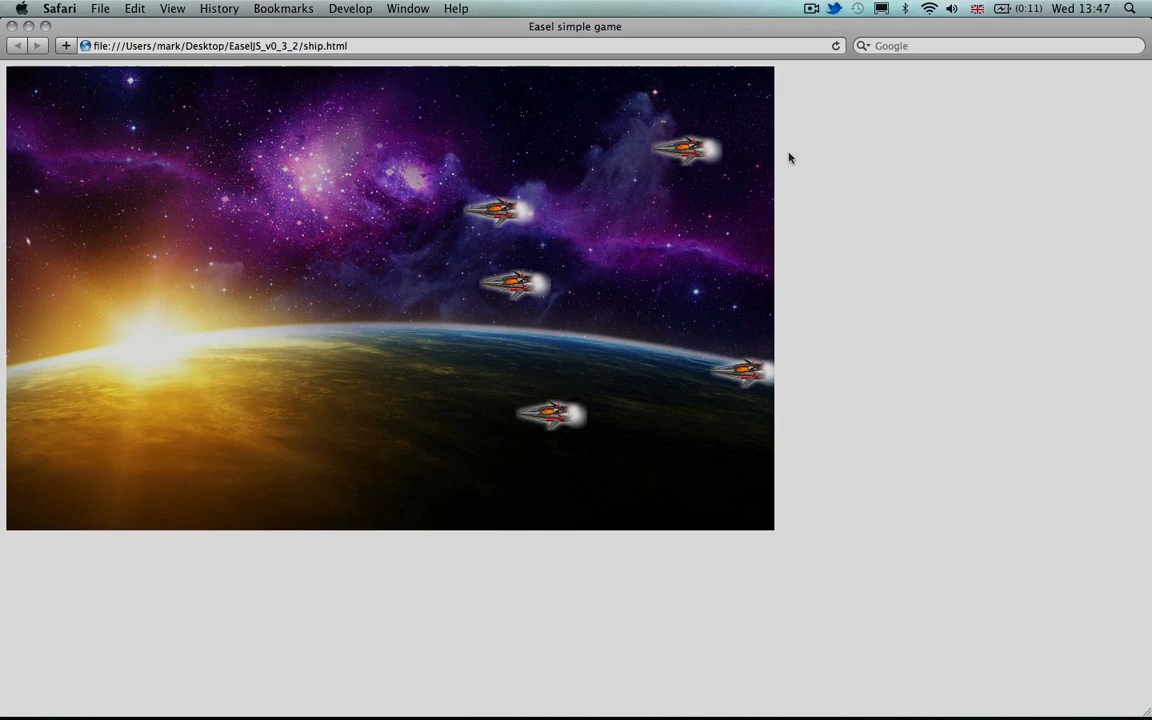 Safari File Edit View History Bookmarks Develop Window Help (0:11) Wed 13:47
Easel simple game
file:///Users/mark/Desktop/EaselJS_v0_3_2/ship.html Google